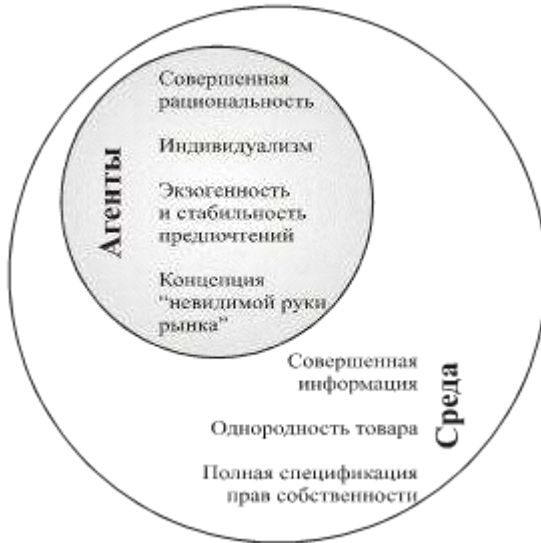 Агенты
Совершенная
рациональность
Индивидуализм
Экзогенность
и стабильность
предпочтений
Концепция
“невидимой руки
рынка”
Совершенная
информация
Однородность товара
Полная спецификация
прав собственности
Среда